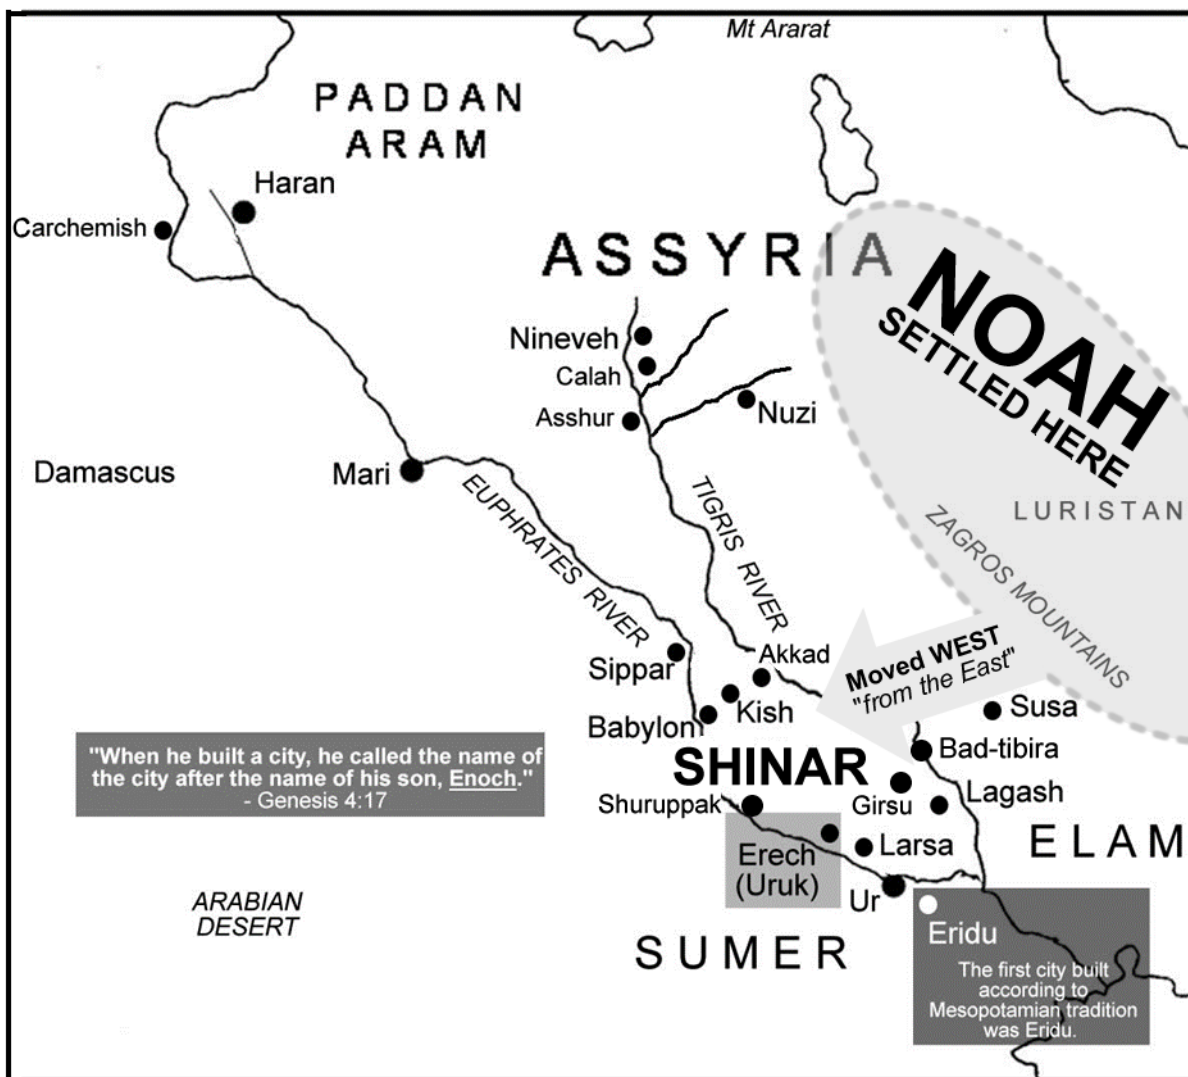 Mt Ararat
PADDAN
ARAM
Haran
Carchemish
ASSYRIA
NOAH
SETTLED HERE
Nineveh
Calah
Asshur
Nuzi
Damascus
Mari
EUPHRATES RIVER
TIGRIS RIVER
LURISTAN
ZAGROS MOUNTAINS
Moved WEST
"from the East"
Akkad
Sippar
Kish
Babylon
Susa
Bad-tibira
SHINAR
"When he built a city, he called the name of
the city after the name of his son, Enoch."
- Genesis 4:17
Shuruppak
Girsu
Lagash
Erech
(Uruk)
Larsa
ELAM
Ur
ARABIAN
DESERT
SUMER
Eridu
The first city built
according to
Mesopotamian tradition
was Eridu.